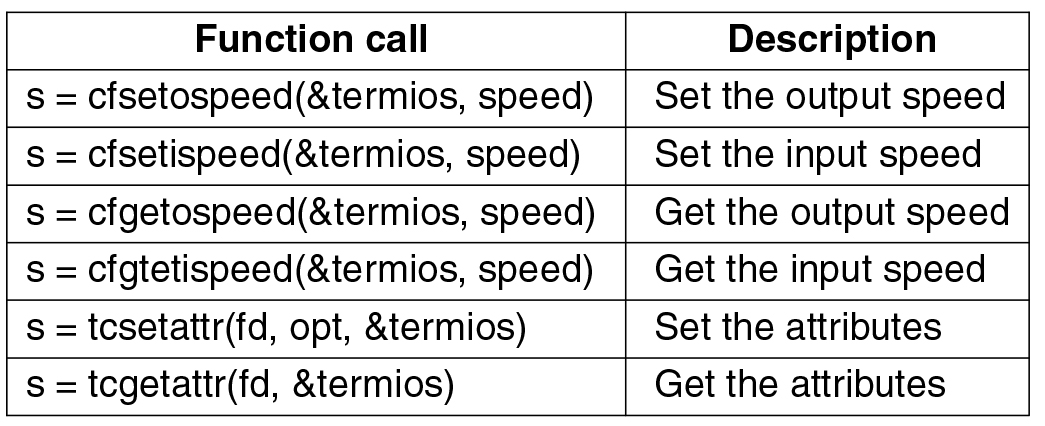 Function call Description
s = cfsetospeed(&termios, speed) Set the output speed
s = cfsetispeed(&termios, speed) Set the input speed
s = cfgetospeed(&termios, speed) Get the output speed
s = cfgtetispeed(&termios, speed) Get the input speed
s = tcsetattr(fd, opt, &termios) Set the attributes
s = tcgetattr(fd, &termios) Get the attributes